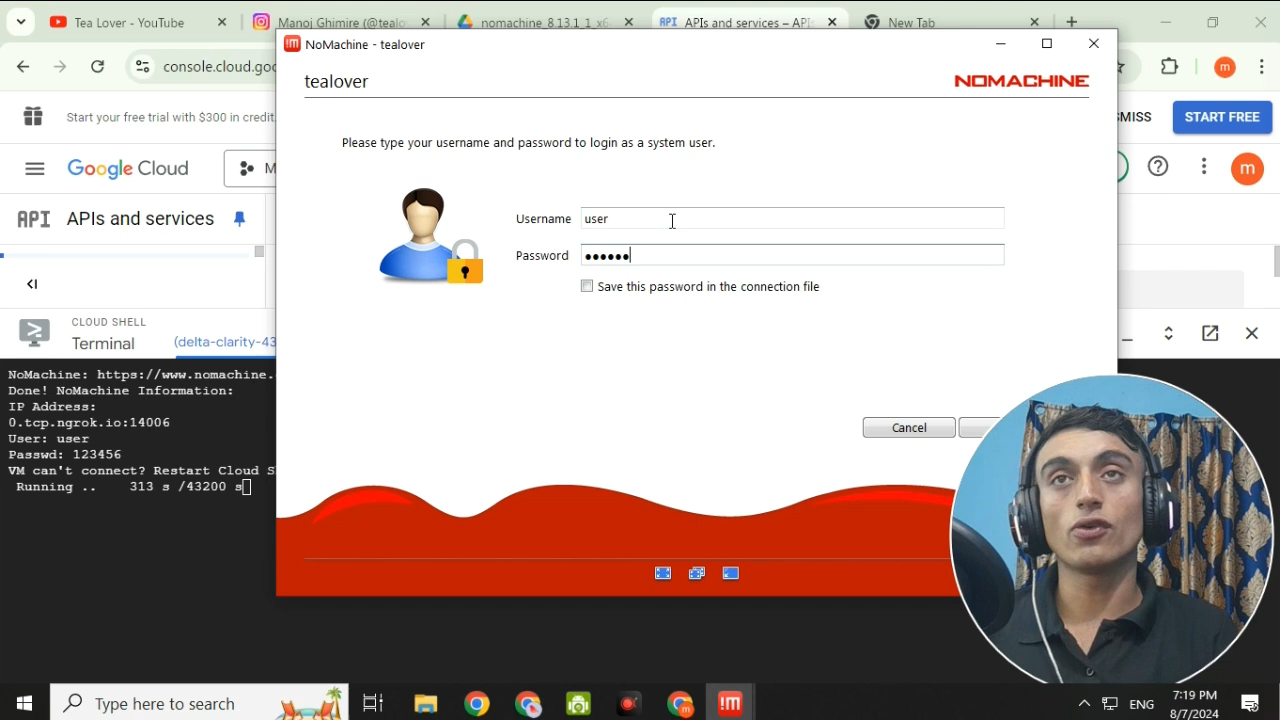 Tea Lover - YouTube
Manoj Ghimire (@tealov
nomachine_8.13.1_1_x6
API APIs and services – APIs
New Tab
console.cloud.goo
Start your free trial with $300 in credit.
MISS
START FREE
Google Cloud
M
m
API APIs and services
CLOUD SHELL
Terminal
(delta-clarity-43
NoMachine - tealover
tealover
NOMACHINE
Please type your username and password to login as a system user.
Username user
Password ●●●●●●
Save this password in the connection file
Cancel
NoMachine: https://www.nomachine.
Done! NoMachine Information:
IP Address:
0.tcp.ngrok.io:14006
User: user
Passwd: 123456
VM can't connect? Restart Cloud S
Running .. 313 s /43200 s
Type here to search
ENG
7:19 PM
8/7/2024